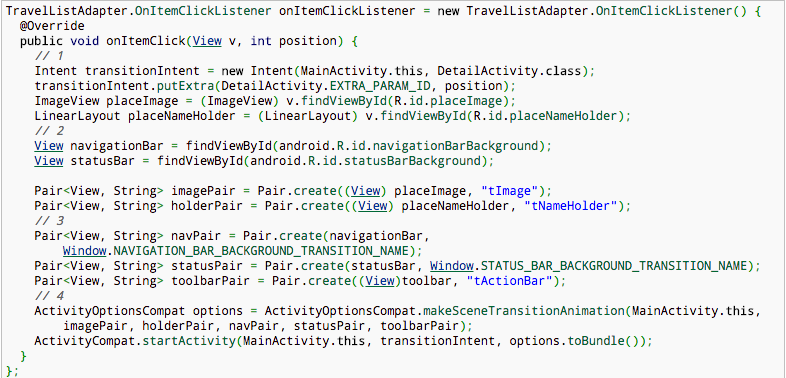 TravelListAdapter.OnItemClickListener onItemClickListener = new TravelListAdapter.OnItemClickListener() {
  @Override
  public void onItemClick(View v, int position) {
    // 1
    Intent transitionIntent = new Intent(MainActivity.this, DetailActivity.class);
    transitionIntent.putExtra(DetailActivity.EXTRA_PARAM_ID, position);
    ImageView placeImage = (ImageView) v.findViewById(R.id.placeImage);
    LinearLayout placeNameHolder = (LinearLayout) v.findViewById(R.id.placeNameHolder);
    // 2
    View navigationBar = findViewById(android.R.id.navigationBarBackground);
    View statusBar = findViewById(android.R.id.statusBarBackground);

    Pair<View, String> imagePair = Pair.create((View) placeImage, "tImage");
    Pair<View, String> holderPair = Pair.create((View) placeNameHolder, "tNameHolder");
    // 3
    Pair<View, String> navPair = Pair.create(navigationBar,
        Window.NAVIGATION_BAR_BACKGROUND_TRANSITION_NAME);
    Pair<View, String> statusPair = Pair.create(statusBar, Window.STATUS_BAR_BACKGROUND_TRANSITION_NAME);
    Pair<View, String> toolbarPair = Pair.create((View)toolbar, "tActionBar");
    // 4
    ActivityOptionsCompat options = ActivityOptionsCompat.makeSceneTransitionAnimation(MainActivity.this,
        imagePair, holderPair, navPair, statusPair, toolbarPair);
    ActivityCompat.startActivity(MainActivity.this, transitionIntent, options.toBundle());
  }
};